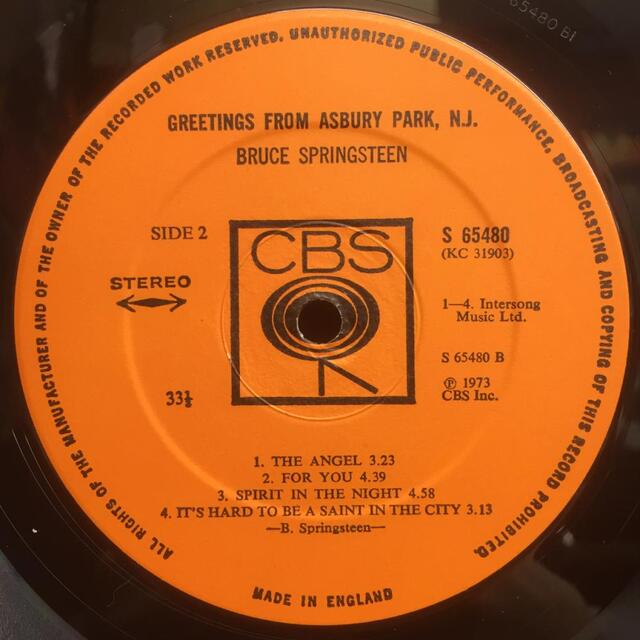 65480 B1
ALL RIGHTS OF THE MANUFACTURER AND OF THE OWNER OF THE RECORDED WORK RESERVED. UNAUTHORIZED PUBLIC PERFORMANCE, BROADCASTING AND COPYING OF THIS RECORD PROHIBITED.
GREETINGS FROM ASBURY PARK, N.J.
BRUCE SPRINGSTEEN
SIDE 2
CBS
S 65480
(KC 31903)
STEREO
1—4. Intersong
Music Ltd.
S 65480 B
33⅓
Ⓟ 1973
CBS Inc.
1. THE ANGEL 3.23
2. FOR YOU 4.39
3. SPIRIT IN THE NIGHT 4.58
4. IT'S HARD TO BE A SAINT IN THE CITY 3.13
—B. Springsteen—
MADE IN ENGLAND